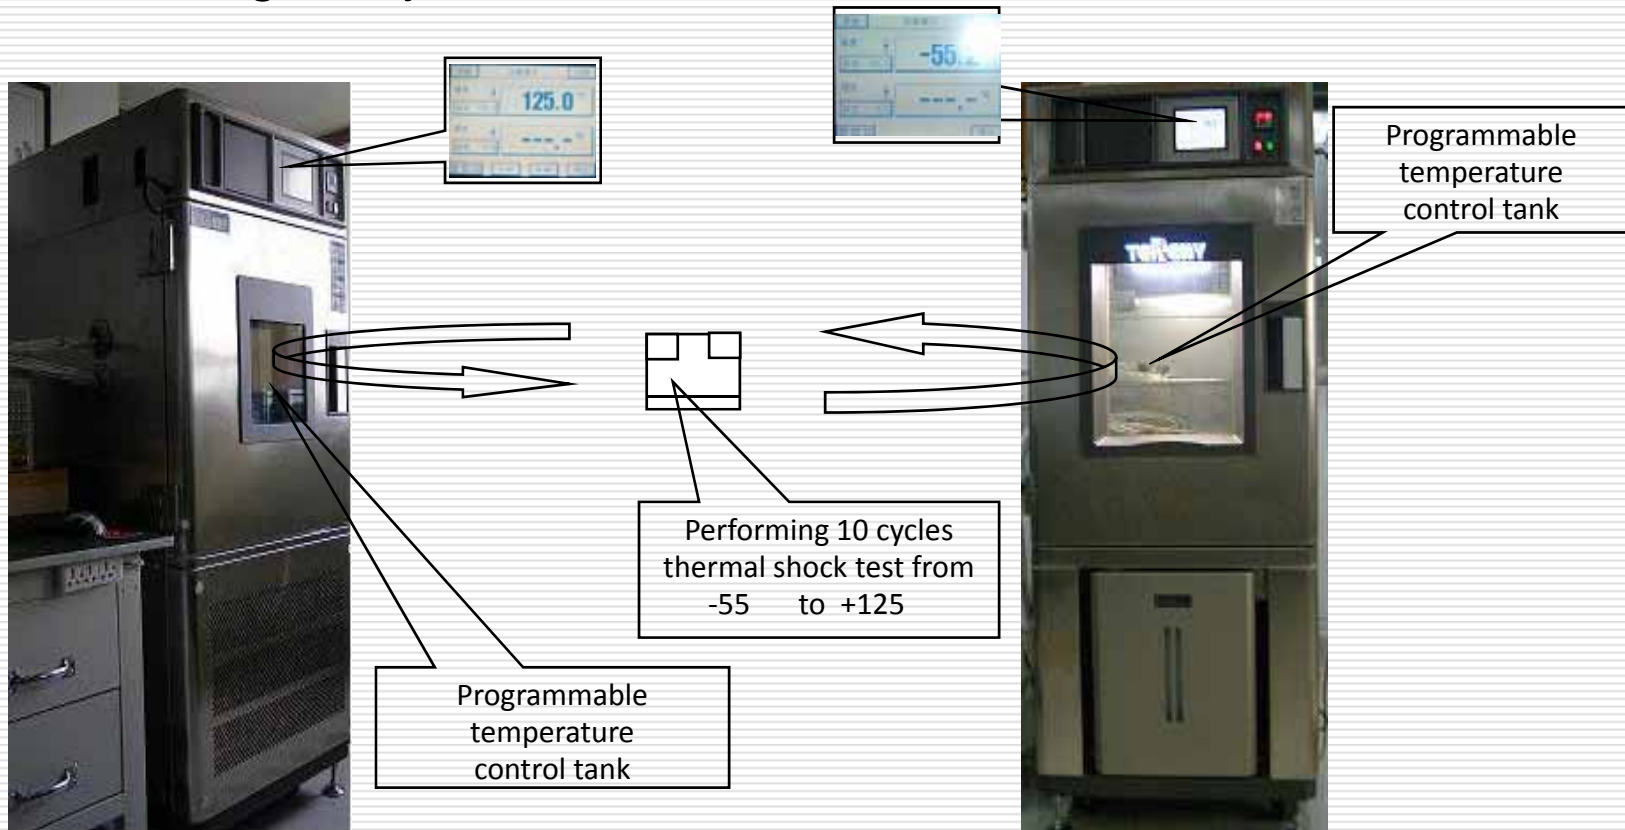 125.0
-55.
Programmable
temperature
control tank
Performing 10 cycles
thermal shock test from
-55 to +125
Programmable
temperature
control tank